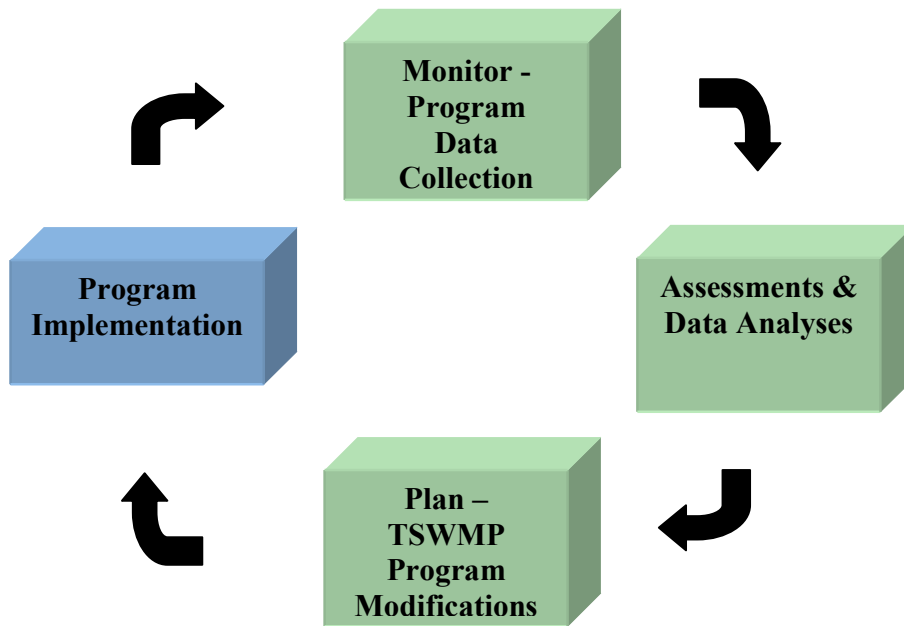 Monitor -
Program
Data
Collection
Program
Implementation
Assessments &
Data Analyses
Plan –
TSWMP
Program
Modifications